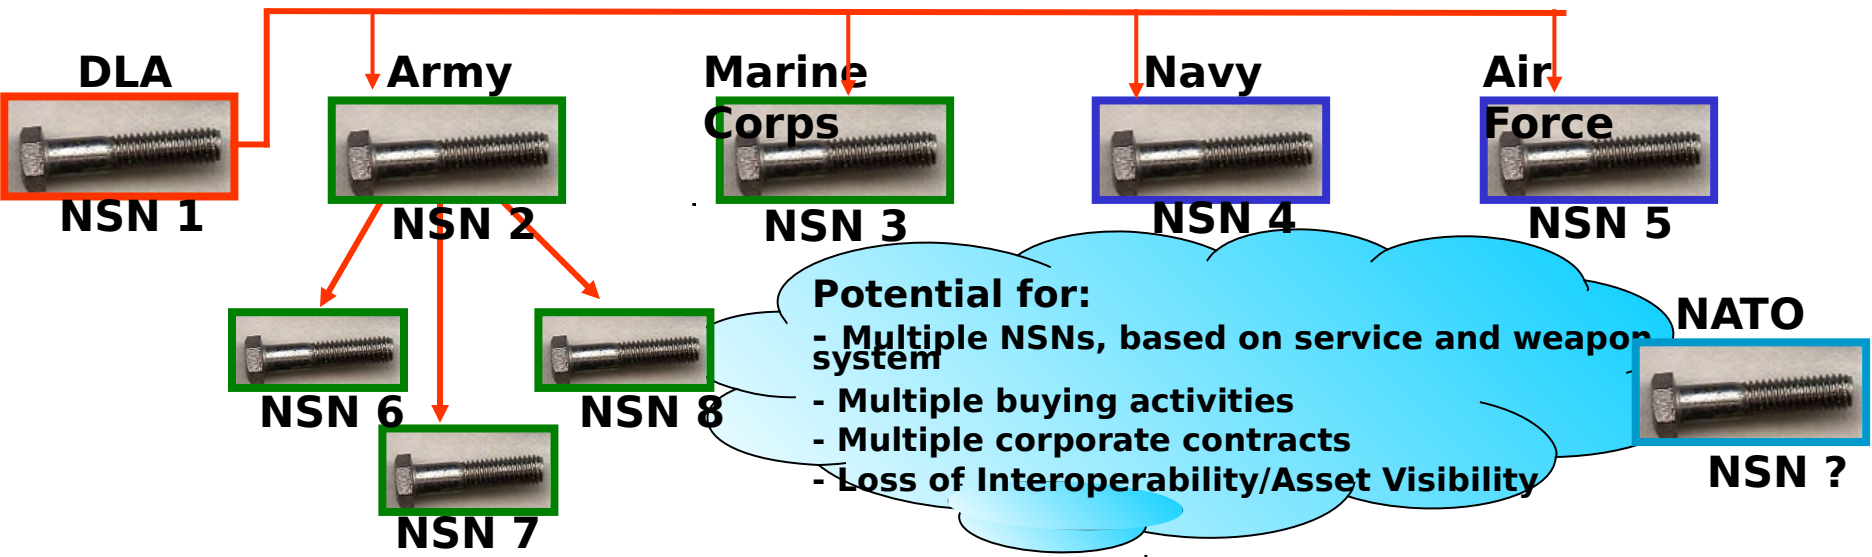 DLA
Army
Marine
Corps
Navy
Air
Force
NSN 1
NSN 2
NSN 3
NSN 4
NSN 5
Potential for:
- Multiple NSNs, based on service and weapon
system
- Multiple buying activities
- Multiple corporate contracts
- Loss of Interoperability/Asset Visibility
NATO
NSN ?
NSN 6
NSN 8
NSN 7